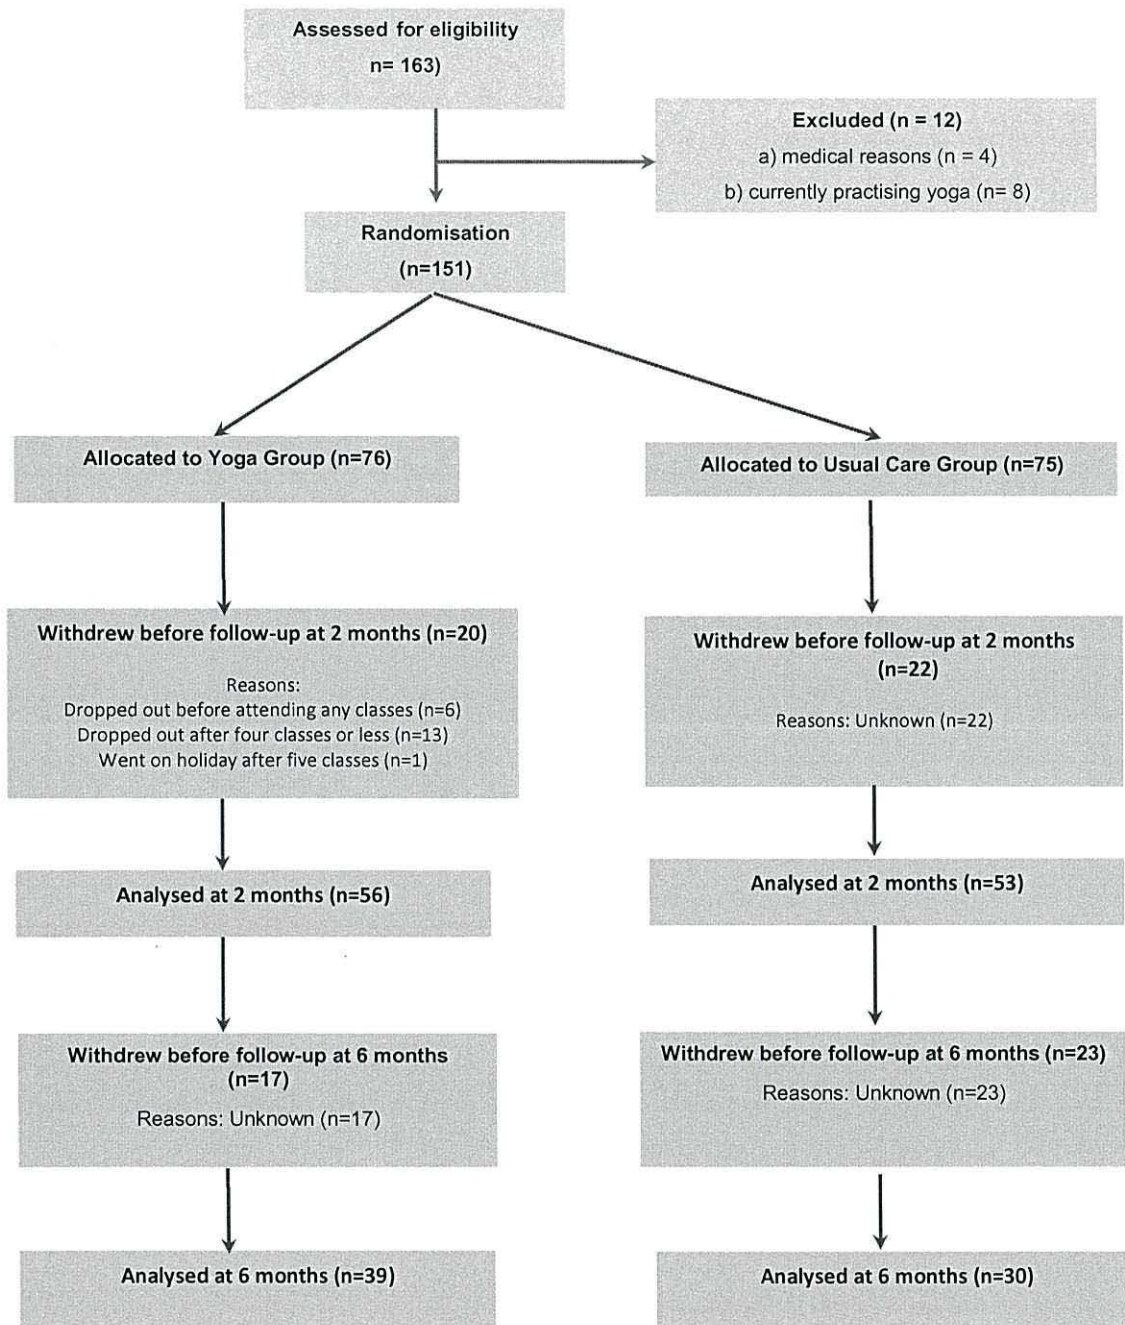 Assessed for eligibility
n= 163)
Excluded (n = 12)
a) medical reasons (n = 4)
b) currently practising yoga (n= 8)
Randomisation
(n=151)
Allocated to Yoga Group (n=76)
Allocated to Usual Care Group (n=75)
Withdrew before follow-up at 2 months (n=20)
Reasons:
Dropped out before attending any classes (n=6)
Dropped out after four classes or less (n=13)
Went on holiday after five classes (n=1)
Withdrew before follow-up at 2 months
(n=22)
Reasons: Unknown (n=22)
Analysed at 2 months (n=56)
Analysed at 2 months (n=53)
Withdrew before follow-up at 6 months
(n=17)
Reasons: Unknown (n=17)
Withdrew before follow-up at 6 months (n=23)
Reasons: Unknown (n=23)
Analysed at 6 months (n=39)
Analysed at 6 months (n=30)